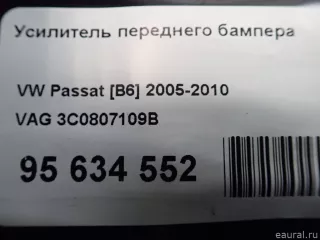 Усилитель переднего бампера
VW Passat [B6] 2005-2010
VAG 3C0807109B
95 634 552
eaural.ru